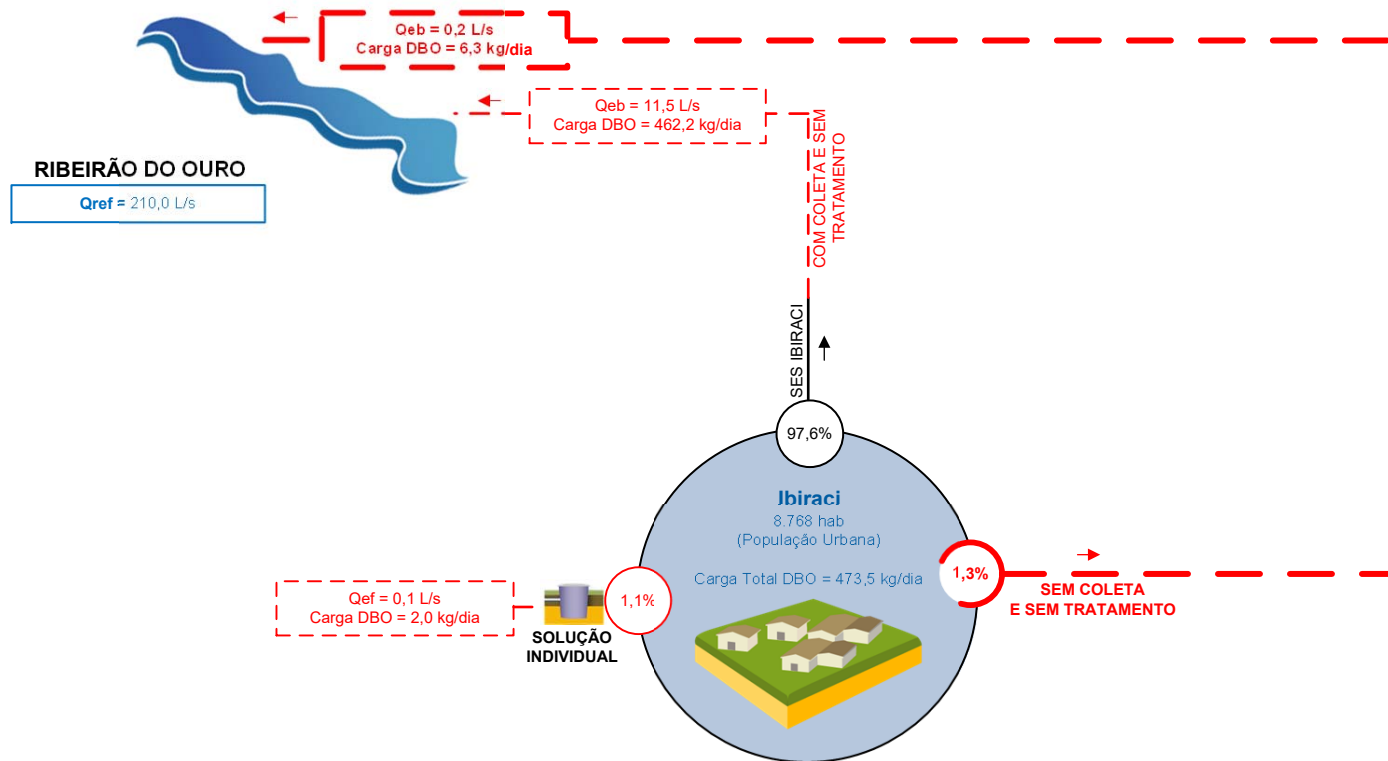 Qeb = 0,2 L/s
Carga DBO = 6,3 kg/dia
Qeb = 11,5 L/s
Carga DBO = 462,2 kg/dia
RIBEIRÃO DO OURO
Qref = 210,0 L/s
COM COLETA E SEM
TRATAMENTO
SES IBIRACI
97,6%
Ibiraci
8.768 hab
(População Urbana)
Carga Total DBO = 473,5 kg/dia
1,3%
SEM COLETA
E SEM TRATAMENTO
Qef = 0,1 L/s
Carga DBO = 2,0 kg/dia
1,1%
SOLUÇÃO
INDIVIDUAL